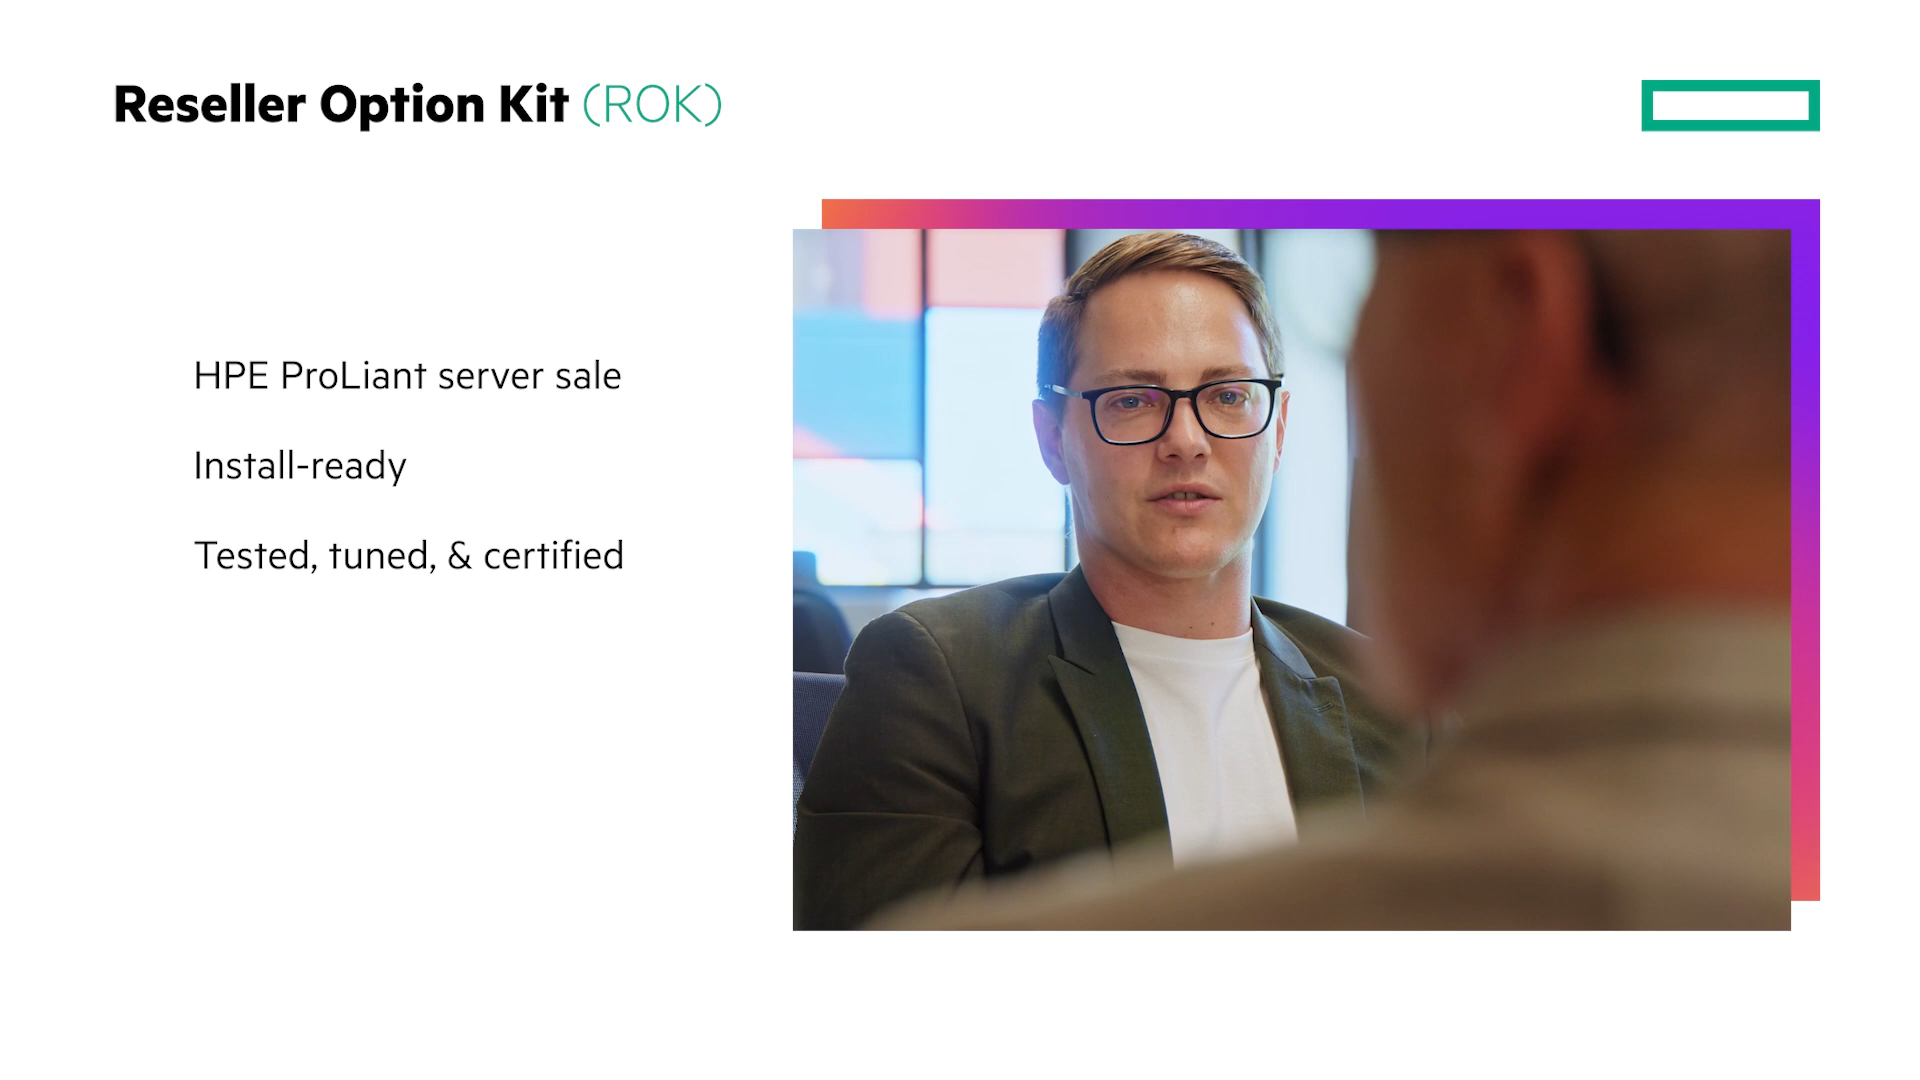 Reseller Option Kit (ROK)
HPE ProLiant server sale
Install-ready
Tested, tuned, & certified